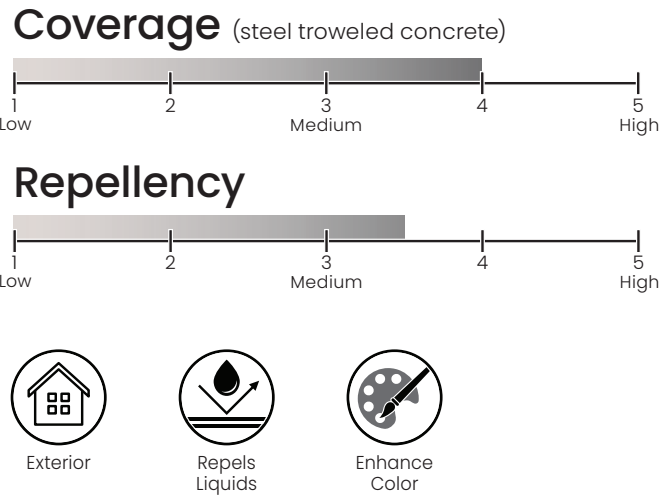 Coverage (steel troweled concrete)
1 2 3 4 5
Low Medium High
Repellency
1 2 3 4 5
Low Medium High
Exterior Repels Liquids Enhance Color